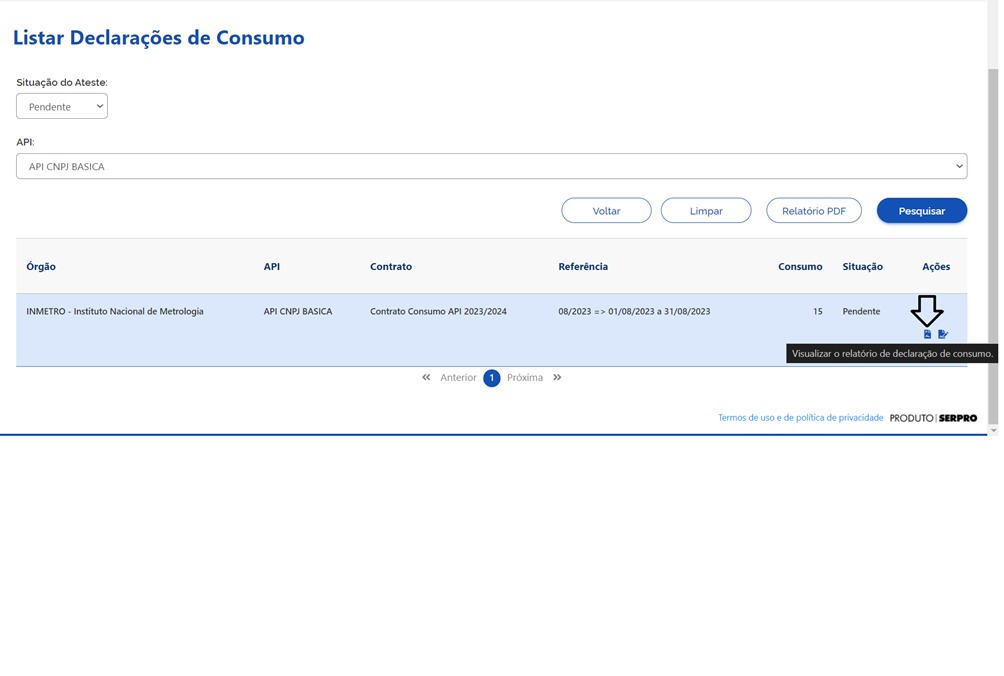 Listar Declarações de Consumo
Situação do Ateste:
Pendente
API:
API CNPJ BASICA
Voltar Limpar Relatório PDF Pesquisar
Órgão API Contrato Referência Consumo Situação Ações
INMETRO - Instituto Nacional de Metrologia API CNPJ BASICA Contrato Consumo API 2023/2024 08/2023 => 01/08/2023 a 31/08/2023 15 Pendente
Visualizar o relatório de declaração de consumo.
« Anterior 1 Próxima »
Termos de uso e de política de privacidade PRODUTO | SERPRO